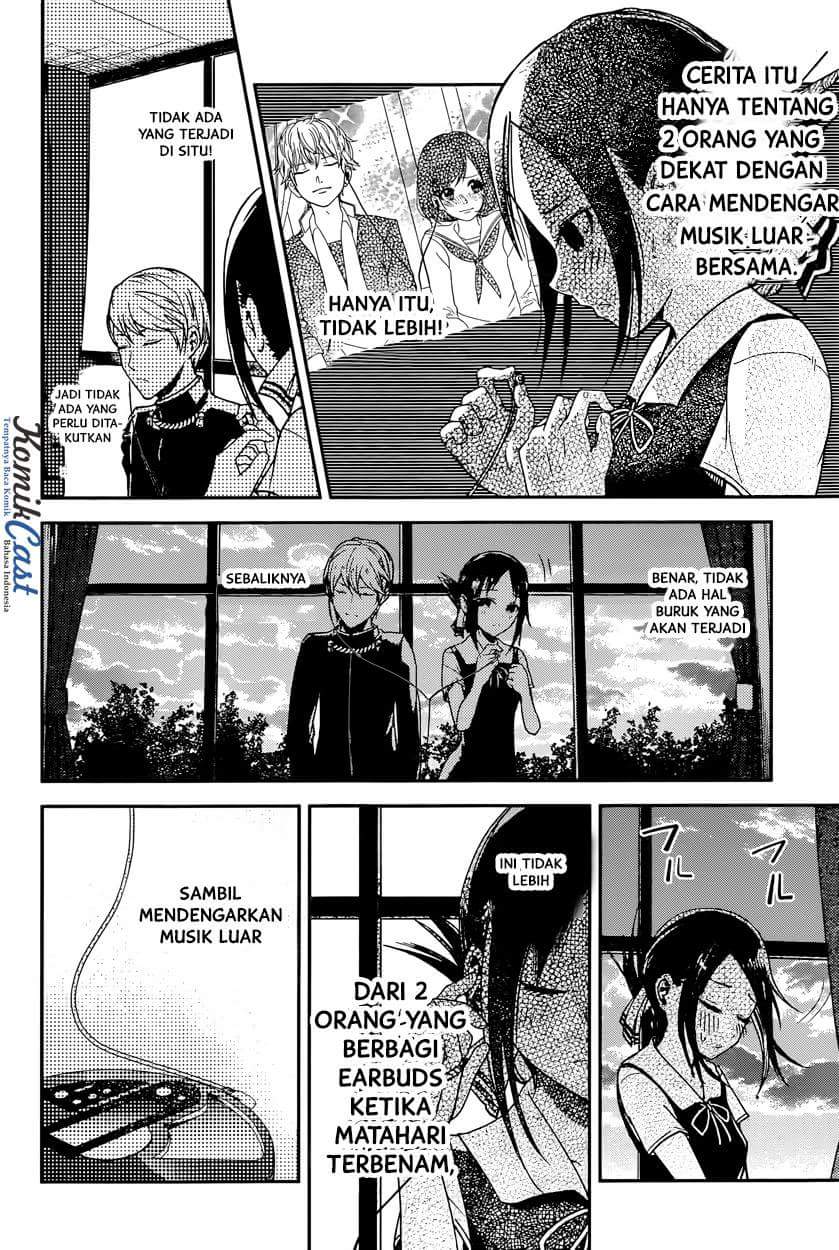 CERITA ITU
HANYA TENTANG
2 ORANG YANG
DEKAT DENGAN
CARA MENDENGAR
MUSIK LUAR
BERSAMA.
HANYA ITU,
TIDAK LEBIH!
TIDAK ADA
YANG TERJADI
DI SITU!
JADI TIDAK
ADA YANG
PERLU DITA-
KUTKAN
KomikCast
Tempatnya Baca Komik Bahasa Indonesia
BENAR, TIDAK
ADA HAL
BURUK YANG
AKAN TERJADI
SEBALIKNYA
プルプル
INI TIDAK
LEBIH
DARI 2
ORANG YANG
BERBAGI
EARBUDS
KETIKA
MATAHARI
TERBENAM,
SAMBIL
MENDENGARKAN
MUSIK LUAR